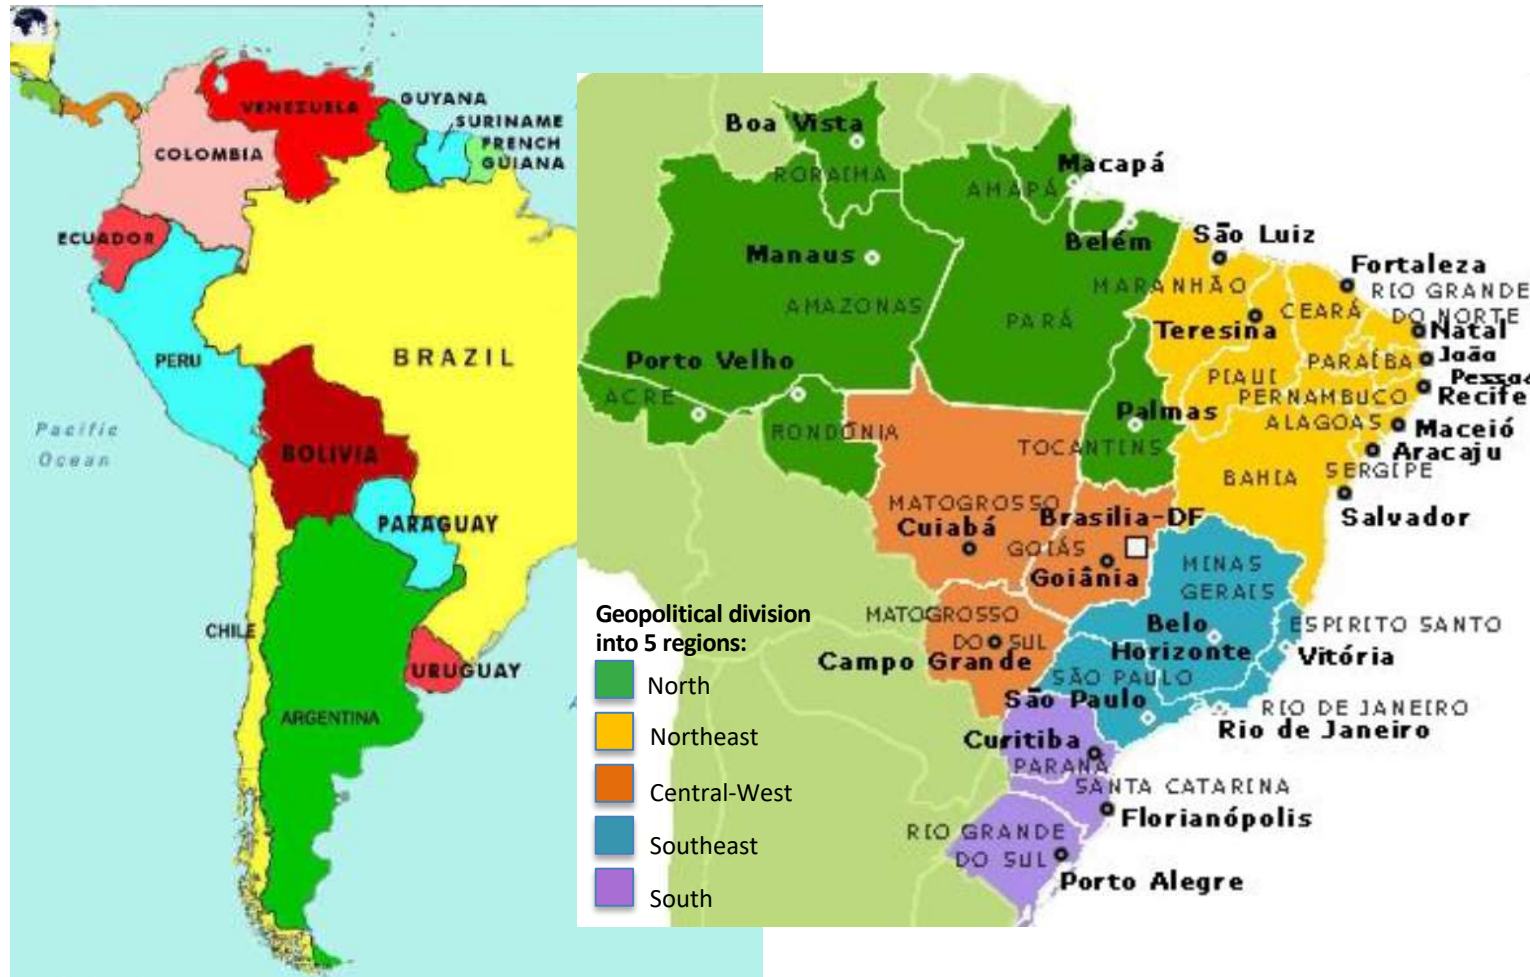 VENEZUELA
GUYANA
SURINAME
FRENCH
GUIANA
COLOMBIA
ECUADOR
PERU
BRAZIL
BOLIVIA
PARAGUAY
CHILE
URUGUAY
ARGENTINA
Pacific
Ocean
Boa Vista
RORAIMA
AMAPÁ
Macapá
Belém
Manaus
AMAZONAS
PARÁ
MARANHÃO
São Luiz
Fortaleza
RIO GRANDE
DO NORTE
CEARÁ
Natal
Teresina
PARAÍBA
João
Pessoa
PIAUI
PERNAMBUCO
Recife
Porto Velho
ACRE
RONDÔNIA
Palmas
TOCANTINS
ALAGOAS
Maceió
Aracaju
SERGIPE
BAHIA
Salvador
MATOGROSSO
Cuiabá
Brasilia-DF
GOIÁS
Goiânia
MINAS
GERAIS
MATOGROSSO
DO SUL
Campo Grande
Belo
Horizonte
ESPIRITO SANTO
Vitória
SÃO PAULO
São Paulo
RIO DE JANEIRO
Rio de Janeiro
Curitiba
PARANÁ
SANTA CATARINA
Florianópolis
RIO GRANDE
DO SUL
Porto Alegre
Geopolitical division
into 5 regions:
North
Northeast
Central-West
Southeast
South